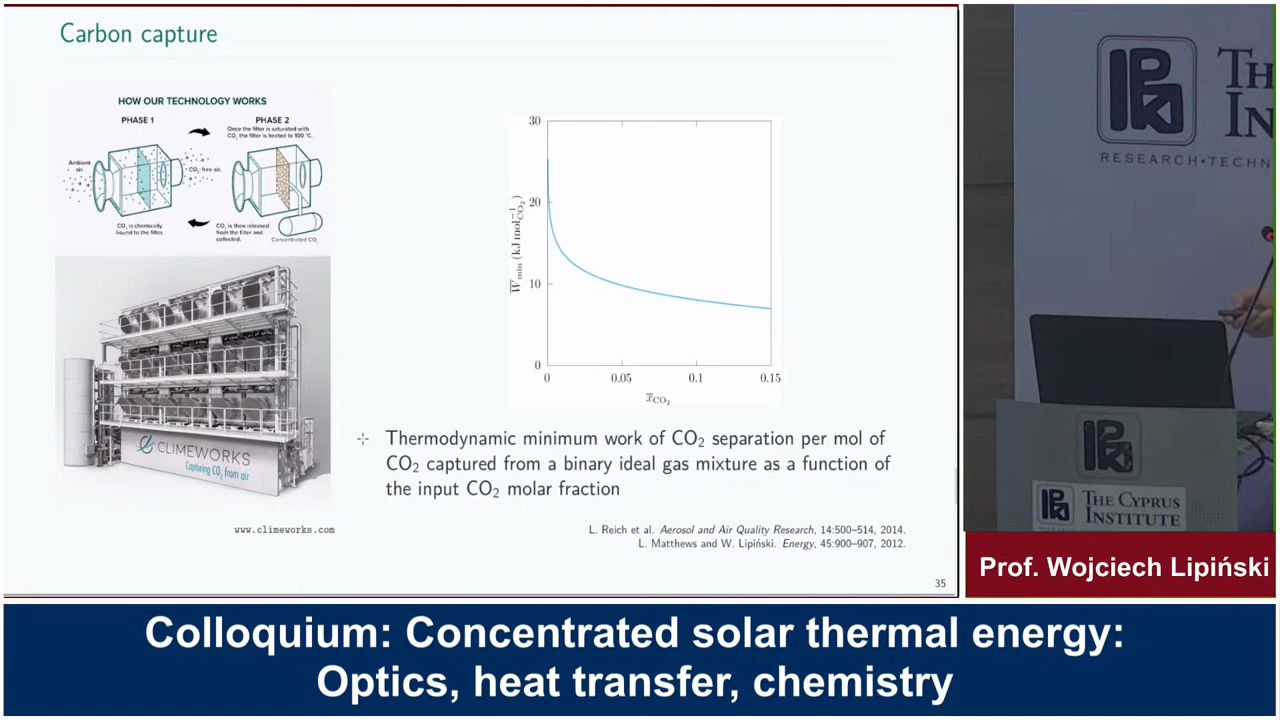 Carbon capture
HOW OUR TECHNOLOGY WORKS
PHASE 1
Ambient
air.
CO₂ free air.
CO₂ is chemically
bound to the filter.
PHASE 2
Once the filter is saturated with
CO₂ the filter is heated to 100 °C.
CO₂ is then released
from the filter and
collected.
Concentrated CO₂
CLIMEWORKS
Capturing CO₂ from air
www.climeworks.com
30
20
10
0
W̅min (kJ mol⁻¹CO₂)
0 0.05 0.1 0.15
x̅CO₂
Thermodynamic minimum work of CO₂ separation per mol of
CO₂ captured from a binary ideal gas mixture as a function of
the input CO₂ molar fraction
L. Reich et al. Aerosol and Air Quality Research, 14:500–514, 2014.
L. Matthews and W. Lipiński. Energy, 45:900–907, 2012.
35
TH
IN
RESEARCH•TECHN
THE CYPRUS
INSTITUTE
Prof. Wojciech Lipiński
Colloquium: Concentrated solar thermal energy:
Optics, heat transfer, chemistry